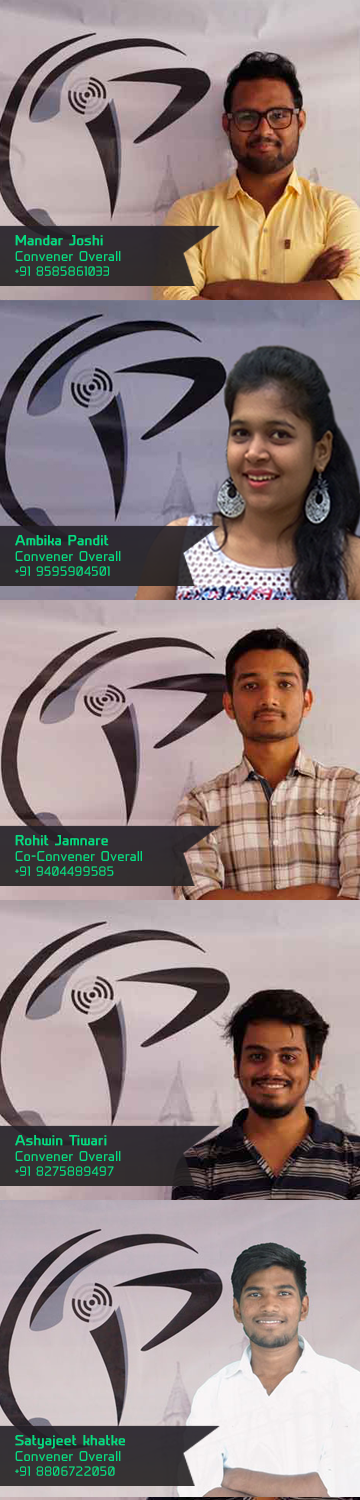 Mandar Joshi
Convener Overall
+91 8585861033
Ambika Pandit
Convener Overall
+91 9595904501
Rohit Jamnare
Co-Convener Overall
+91 9404499585
Ashwin Tiwari
Convener Overall
+91 8275889497
Satyajeet khatke
Convener Overall
+91 8806722050